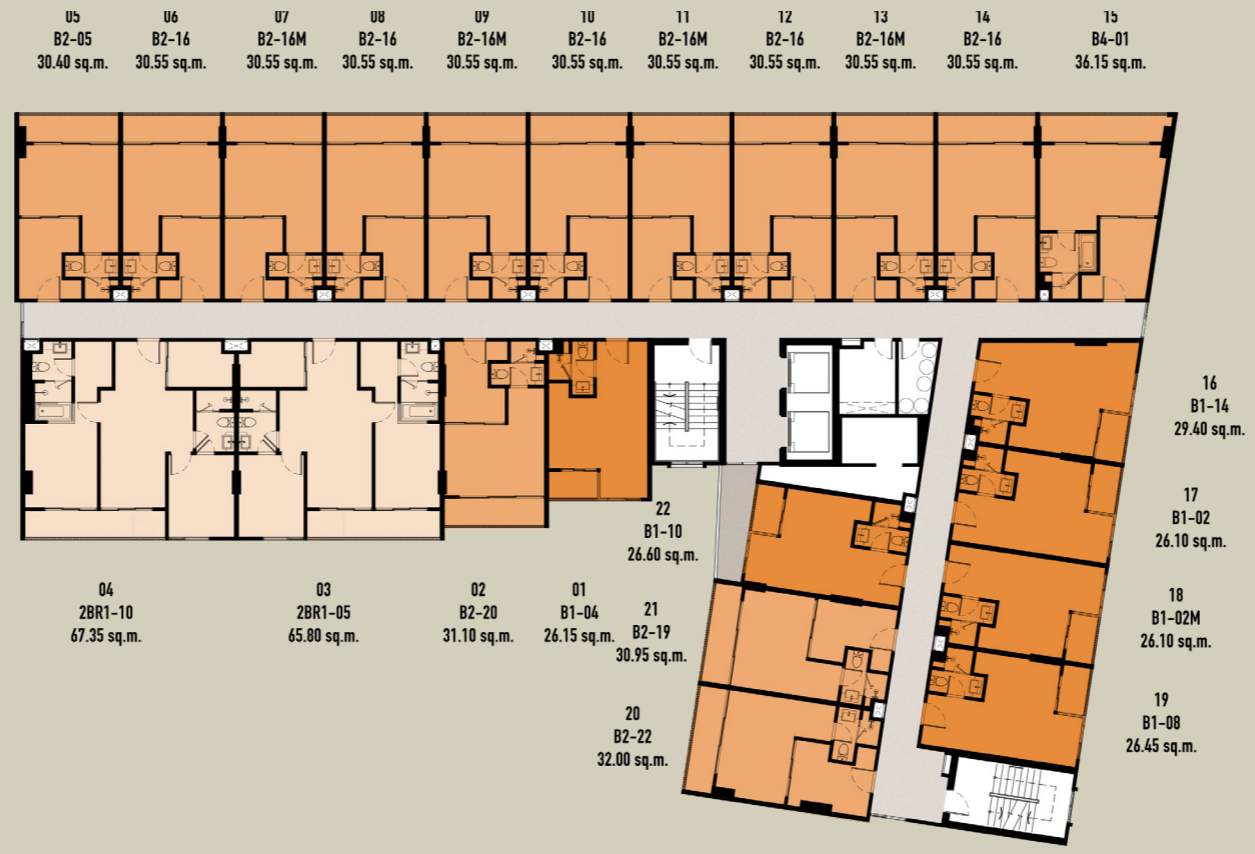 05
B2-05
30.40 sq.m.
06
B2-16
30.55 sq.m.
07
B2-16M
30.55 sq.m.
08
B2-16
30.55 sq.m.
09
B2-16M
30.55 sq.m.
10
B2-16
30.55 sq.m.
11
B2-16M
30.55 sq.m.
12
B2-16
30.55 sq.m.
13
B2-16M
30.55 sq.m.
14
B2-16
30.55 sq.m.
15
B4-01
36.15 sq.m.
16
B1-14
29.40 sq.m.
17
B1-02
26.10 sq.m.
18
B1-02M
26.10 sq.m.
19
B1-08
26.45 sq.m.
22
B1-10
26.60 sq.m.
21
B2-19
30.95 sq.m.
20
B2-22
32.00 sq.m.
04
2BR1-10
67.35 sq.m.
03
2BR1-05
65.80 sq.m.
02
B2-20
31.10 sq.m.
01
B1-04
26.15 sq.m.